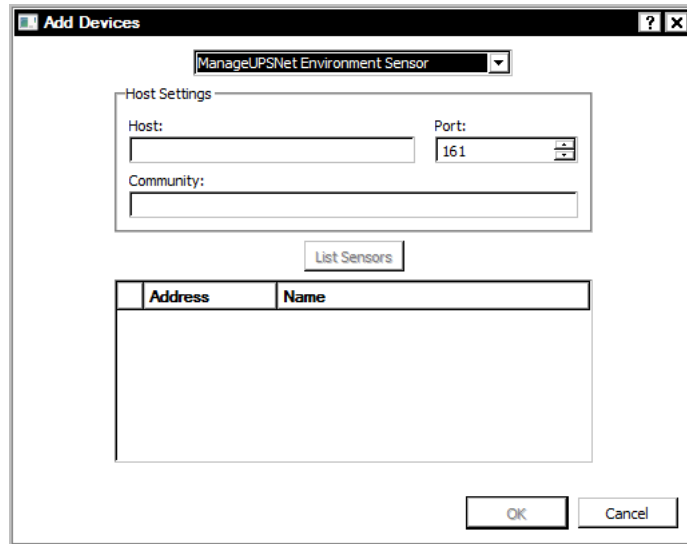 Add Devices
ManageUPSNet Environment Sensor
Host Settings
Host: Port:
161
Community:
List Sensors
Address Name
OK Cancel